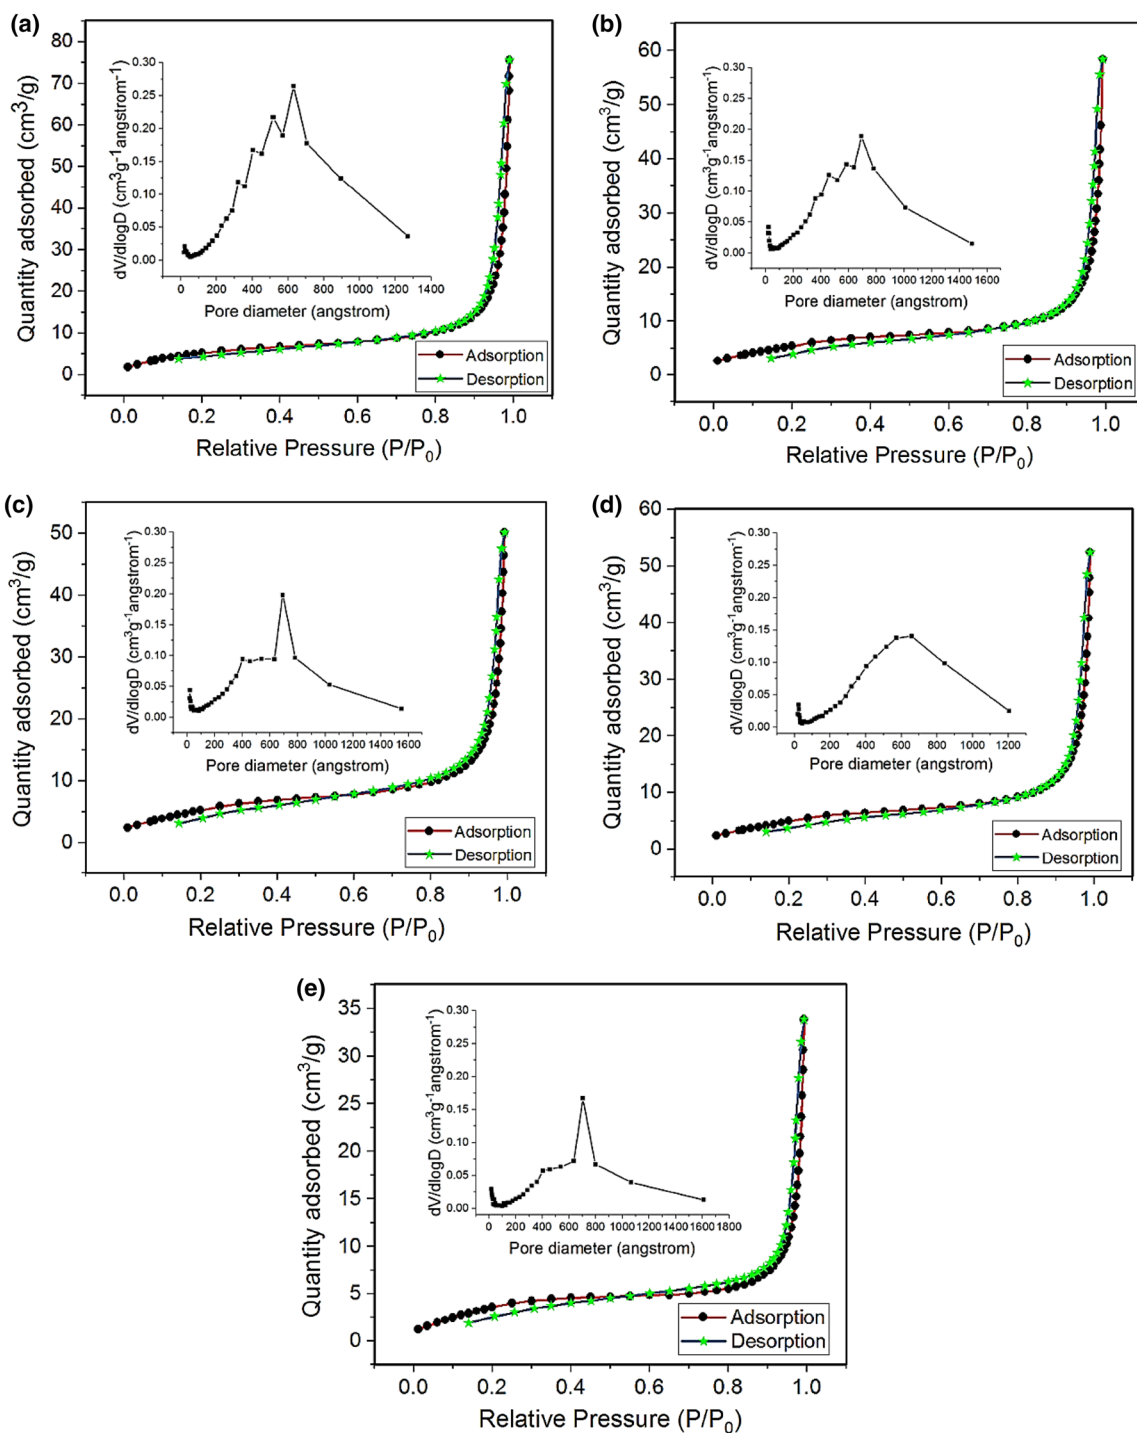 (a)
Quantity adsorbed (cm³/g)
80
70
60
50
40
30
20
10
0
0.0 0.2 0.4 0.6 0.8 1.0
Relative Pressure (P/P₀)
Adsorption
Desorption
dV/dlogD (cm³g⁻¹angstrom⁻¹)
0.30
0.25
0.20
0.15
0.10
0.05
0.00
0 200 400 600 800 1000 1200 1400
Pore diameter (angstrom)
(b)
Quantity adsorbed (cm³/g)
60
50
40
30
20
10
0
0.0 0.2 0.4 0.6 0.8 1.0
Relative Pressure (P/P₀)
Adsorption
Desorption
dV/dlogD (cm³g⁻¹angstrom⁻¹)
0.30
0.25
0.20
0.15
0.10
0.05
0.00
0 200 400 600 800 1000 1200 1400 1600
Pore diameter (angstrom)
(c)
Quantity adsorbed (cm³/g)
50
40
30
20
10
0
0.0 0.2 0.4 0.6 0.8 1.0
Relative Pressure (P/P₀)
Adsorption
Desorption
dV/dlogD (cm³g⁻¹angstrom⁻¹)
0.30
0.25
0.20
0.15
0.10
0.05
0.00
0 200 400 600 800 1000 1200 1400 1600
Pore diameter (angstrom)
(d)
Quantity adsorbed (cm³/g)
60
50
40
30
20
10
0
0.0 0.2 0.4 0.6 0.8 1.0
Relative Pressure (P/P₀)
Adsorption
Desorption
dV/dlogD (cm³g⁻¹angstrom⁻¹)
0.30
0.25
0.20
0.15
0.10
0.05
0.00
0 200 400 600 800 1000 1200
Pore diameter (angstrom)
(e)
Quantity adsorbed (cm³/g)
35
30
25
20
15
10
5
0
0.0 0.2 0.4 0.6 0.8 1.0
Relative Pressure (P/P₀)
Adsorption
Desorption
dV/dlogD (cm³g⁻¹angstrom⁻¹)
0.30
0.25
0.20
0.15
0.10
0.05
0.00
0 200 400 600 800 1000 1200 1400 1600 1800
Pore diameter (angstrom)